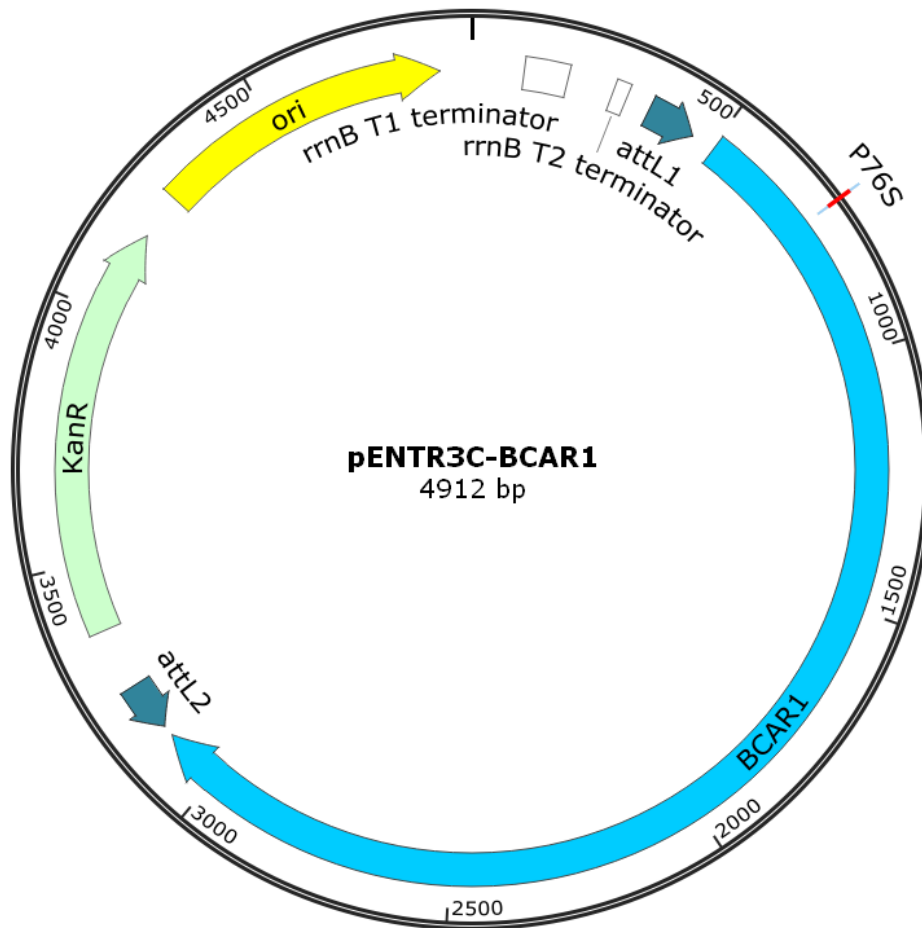 pENTR3C-BCAR1
4912 bp
rrnB T1 terminator
rrnB T2 terminator
attL1
500
P76S
1000
1500
BCAR1
2000
2500
3000
attL2
3500
KanR
4000
4500
ori